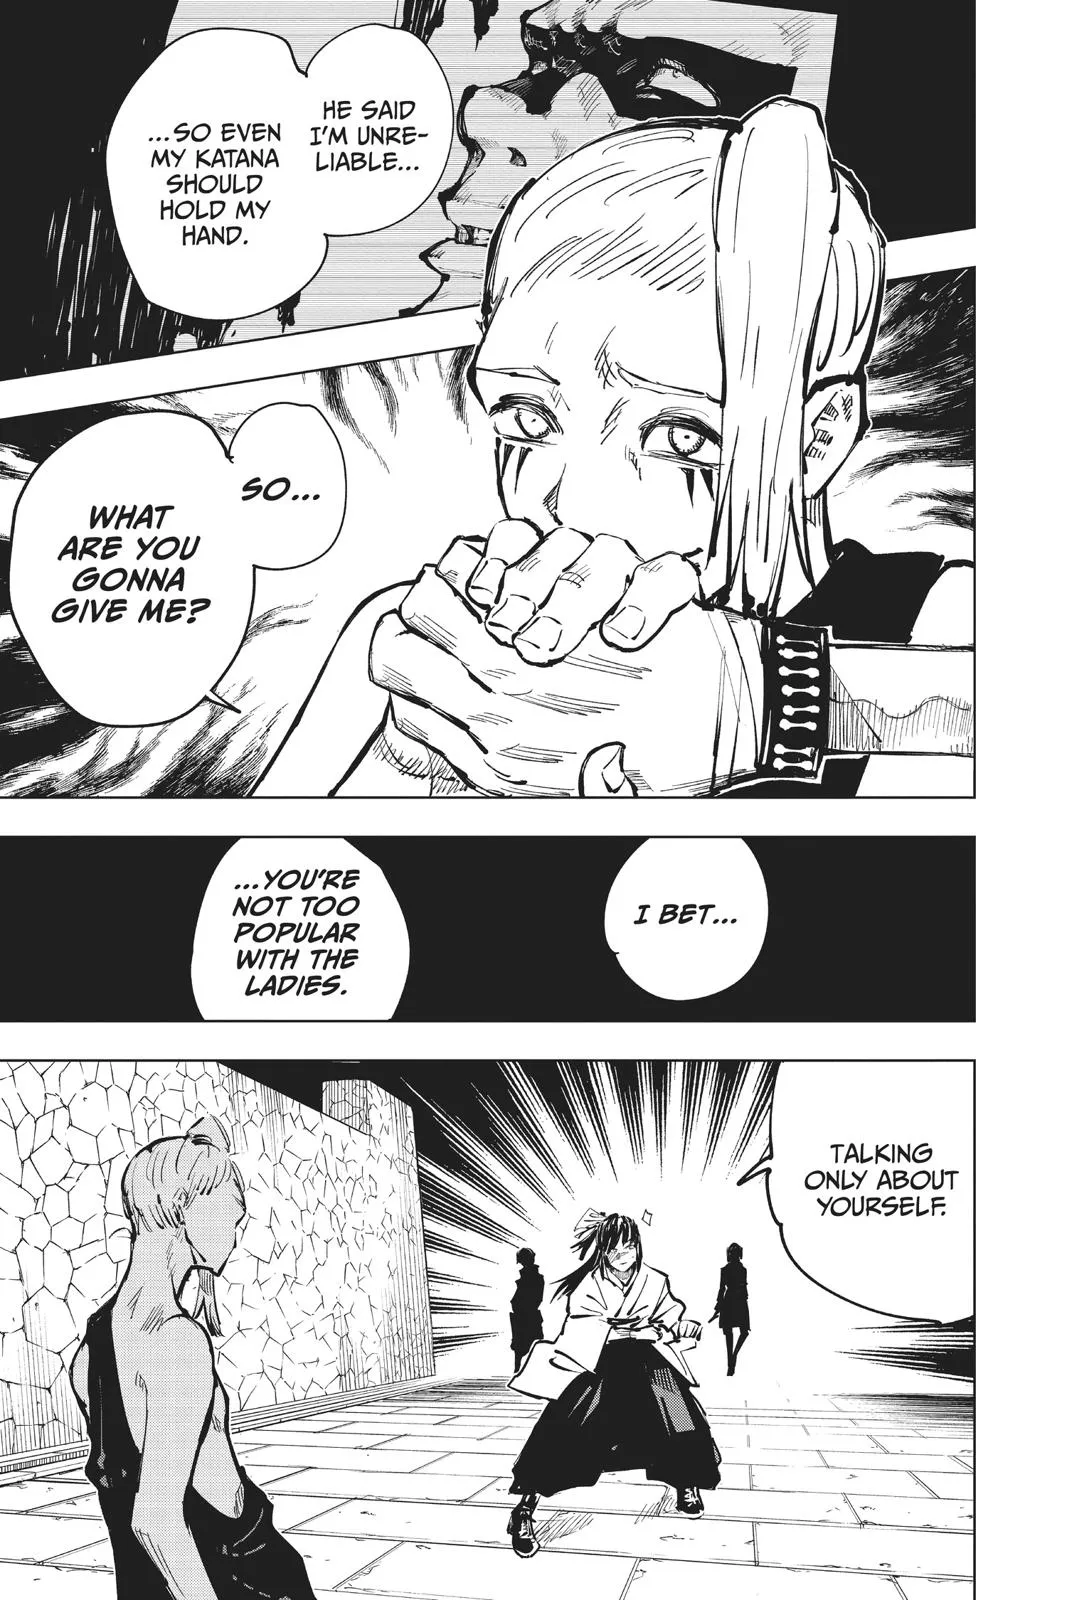 HE SAID
I'M UNRE-
LIABLE...
...SO EVEN
MY KATANA
SHOULD
HOLD MY
HAND.
SO...
WHAT
ARE YOU
GONNA
GIVE ME?
I BET...
...YOU'RE
NOT TOO
POPULAR
WITH THE
LADIES.
TALKING
ONLY ABOUT
YOURSELF.